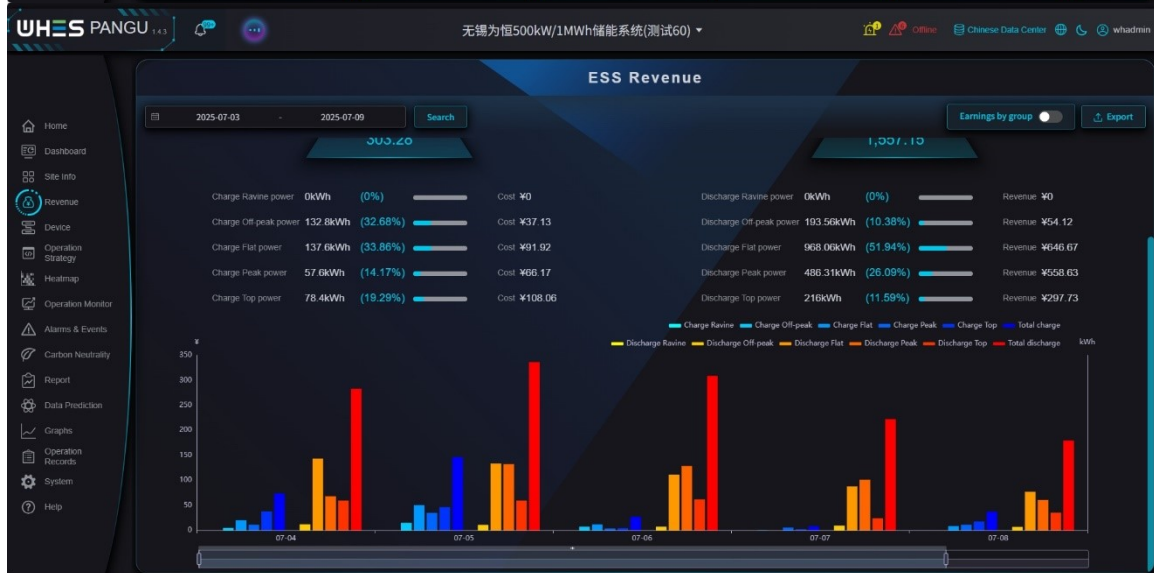 WHES PANGU 1.4.3
无锡为恒500kW/1MWh储能系统(测试60)
Offline
Chinese Data Center
whadmin
ESS Revenue
2025-07-03 - 2025-07-09
Search
Earnings by group
Export
Home
Dashboard
Site Info
Revenue
Device
Operation
Strategy
Heatmap
Operation Monitor
Alarms & Events
Carbon Neutrality
Report
Data Prediction
Graphs
Operation
Records
System
Help
303.28
1,557.15
Charge Ravine power 0kWh (0%) Cost ¥0
Charge Off-peak power 132.8kWh (32.68%) Cost ¥37.13
Charge Flat power 137.6kWh (33.86%) Cost ¥91.92
Charge Peak power 57.6kWh (14.17%) Cost ¥66.17
Charge Top power 78.4kWh (19.29%) Cost ¥108.06
Discharge Ravine power 0kWh (0%) Revenue ¥0
Discharge Off-peak power 193.56kWh (10.38%) Revenue ¥54.12
Discharge Flat power 968.06kWh (51.94%) Revenue ¥646.67
Discharge Peak power 486.31kWh (26.09%) Revenue ¥558.63
Discharge Top power 216kWh (11.59%) Revenue ¥297.73
Charge Ravine Charge Off-peak Charge Flat Charge Peak Charge Top Total charge
Discharge Ravine Discharge Off-peak Discharge Flat Discharge Peak Discharge Top Total discharge
¥
kWh
350
300
250
200
150
100
50
0
07-04
07-05
07-06
07-07
07-08